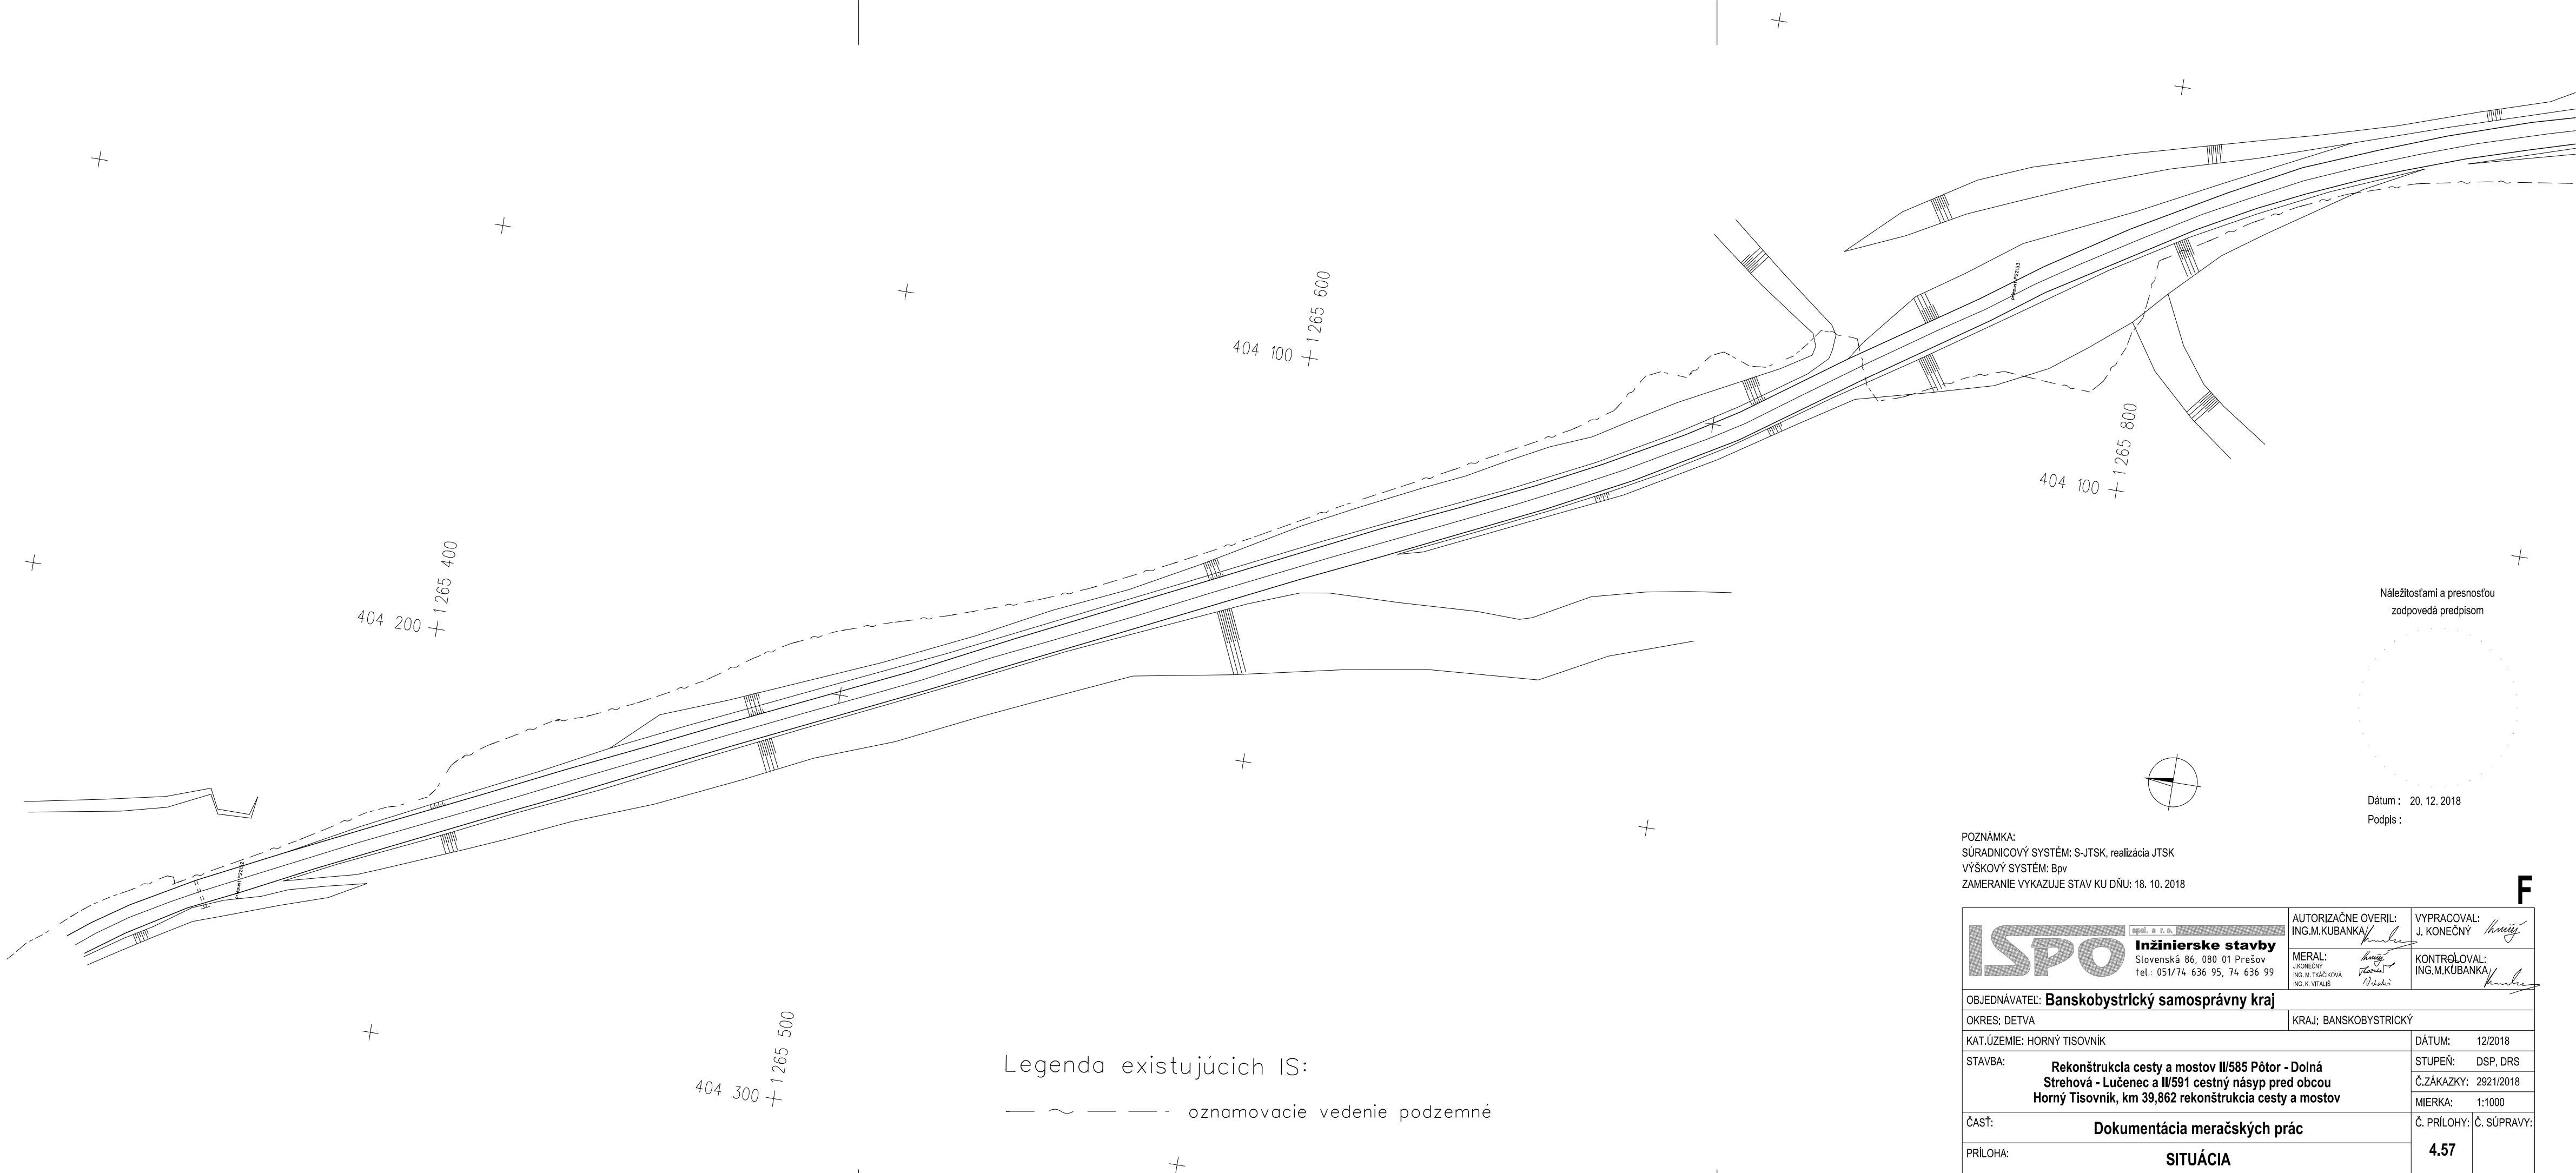 404 100
1 265 600
404 100
1 265 800
404 200
1 265 400
404 300
1 265 500
Náležitosťami a presnosťou
zodpovedá predpisom
Dátum : 20. 12. 2018
Podpis :
POZNÁMKA:
SÚRADNICOVÝ SYSTÉM: S-JTSK, realizácia JTSK
VÝŠKOVÝ SYSTÉM: Bpv
ZAMERANIE VYKAZUJE STAV KU DŇU: 18. 10. 2018
F
ISPO
spol. s r.o.
Inžinierske stavby
Slovenská 86, 080 01 Prešov
tel.: 051/74 636 95, 74 636 99
AUTORIZAČNE OVERIL:
ING.M.KUBANKA
VYPRACOVAL:
J. KONEČNÝ
MERAL:
J.KONEČNÝ
ING. M. TKÁČIKOVÁ
ING. K. VITALIŠ
KONTROLOVAL:
ING.M.KUBANKA
OBJEDNÁVATEĽ: Banskobystrický samosprávny kraj
OKRES: DETVA
KRAJ: BANSKOBYSTRICKÝ
KAT.ÚZEMIE: HORNÝ TISOVNÍK
DÁTUM: 12/2018
STAVBA:
Rekonštrukcia cesty a mostov II/585 Pôtor - Dolná
Strehová - Lučenec a II/591 cestný násyp pred obcou
Horný Tisovník, km 39,862 rekonštrukcia cesty a mostov
STUPEŇ: DSP, DRS
Č.ZÁKAZKY: 2921/2018
MIERKA: 1:1000
ČASŤ: Dokumentácia meračských prác
Č. PRÍLOHY: Č. SÚPRAVY:
4.57
PRÍLOHA: SITUÁCIA
Legenda existujúcich IS:
oznamovacie vedenie podzemné